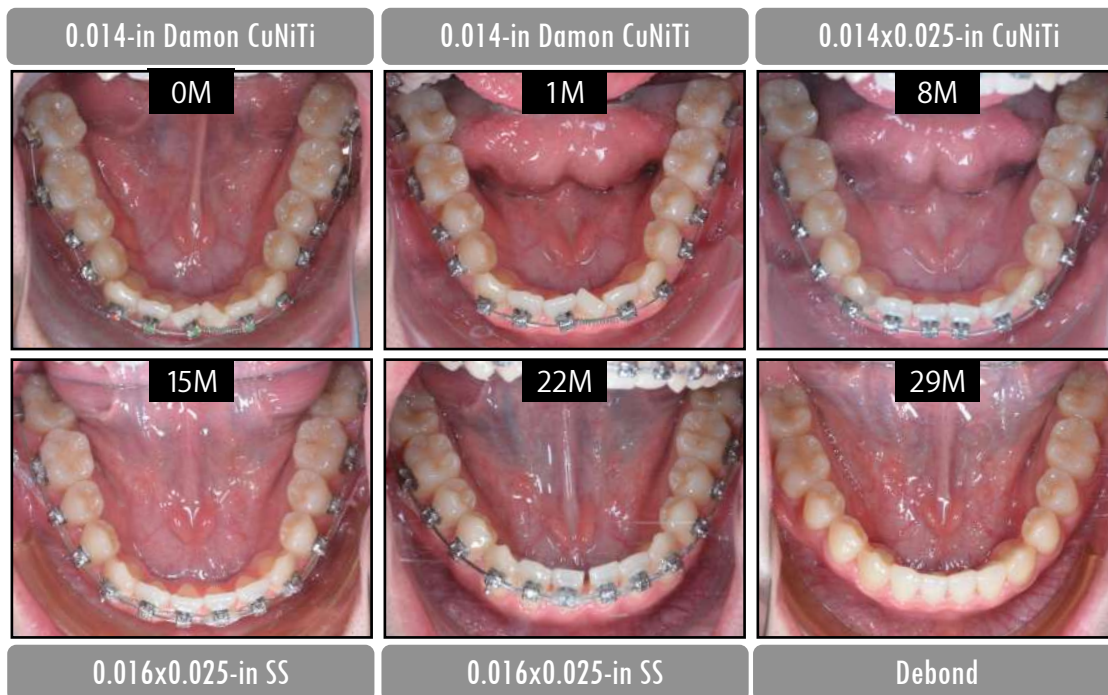 0.014-in Damon CuNiTi
0.014-in Damon CuNiTi
0.014x0.025-in CuNiTi
0M
1M
8M
15M
22M
29M
0.016x0.025-in SS
0.016x0.025-in SS
Debond